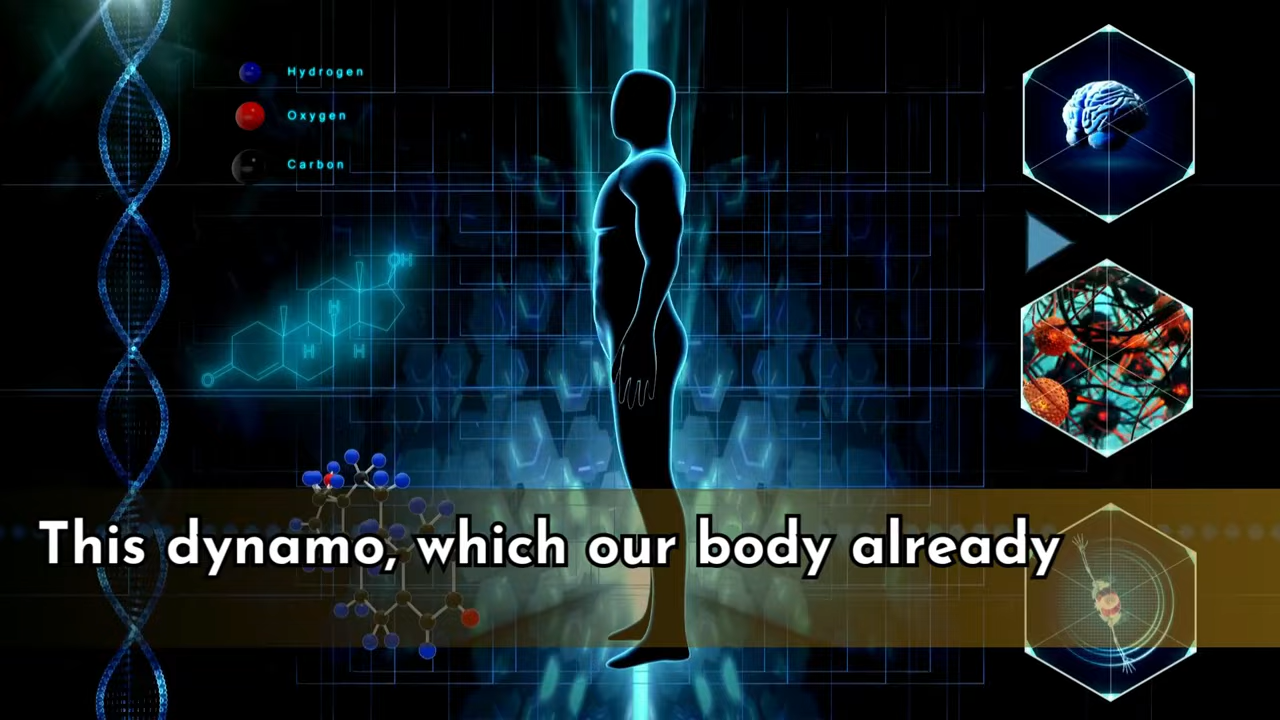 Hydrogen
Oxygen
Carbon
OH
H
H
H
O
This dynamo, which our body already